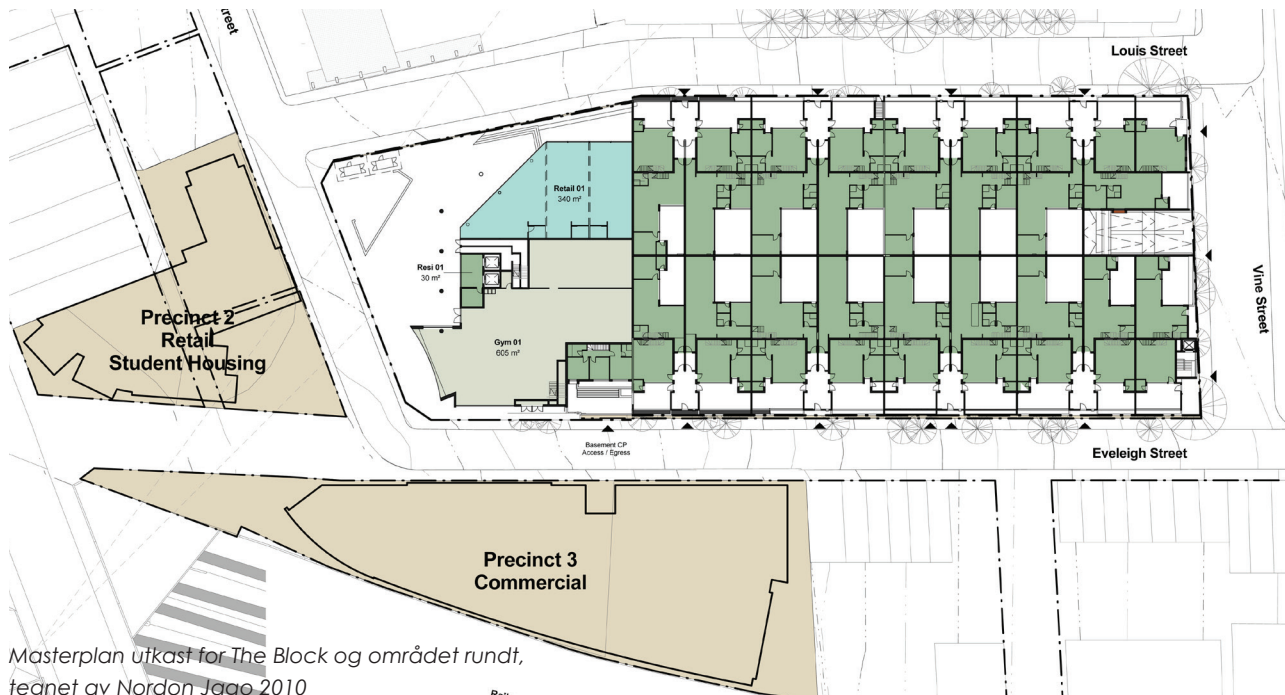 Street
Louis Street
Retail 01
340 m²
Resi 01
30 m²
Vine Street
Precinct 2
Retail
Student Housing
Gym 01
605 m²
Basement CP
Access / Egress
Eveleigh Street
Precinct 3
Commercial
Masterplan utkast for The Block og området rundt,
tegnet av Nordon Jago 2010